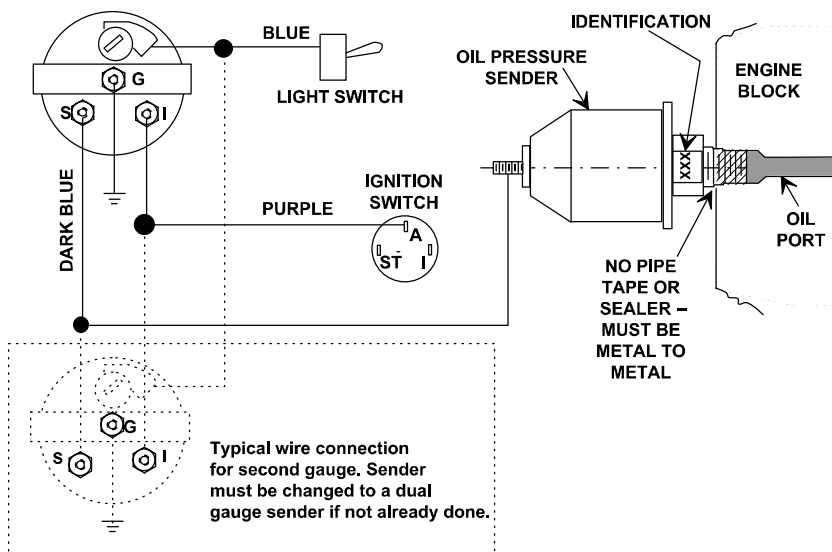 BLUE
LIGHT SWITCH
G
S
I
DARK BLUE
PURPLE
IGNITION
SWITCH
A
ST
I
IDENTIFICATION
OIL PRESSURE
SENDER
ENGINE
BLOCK
XXX
OIL
PORT
NO PIPE
TAPE OR
SEALER –
MUST BE
METAL TO
METAL
G
S
I
Typical wire connection
for second gauge. Sender
must be changed to a dual
gauge sender if not already done.